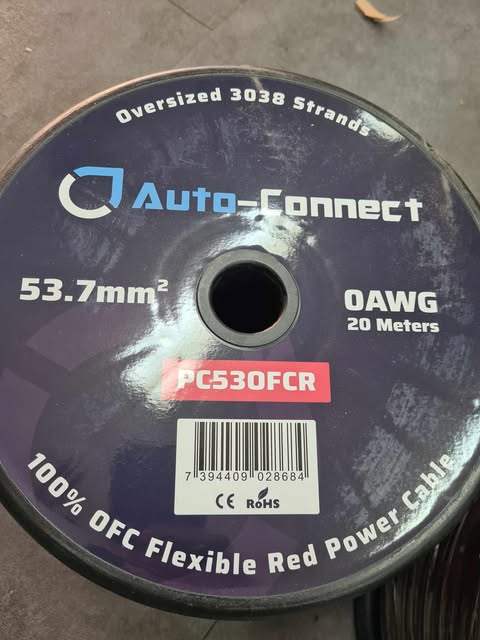 Oversized 3038 Strands
Auto-Connect
53.7mm²
0AWG
20 Meters
PC53OFCR
7 394409 028684
CE RoHS
100% OFC Flexible Red Power Cable